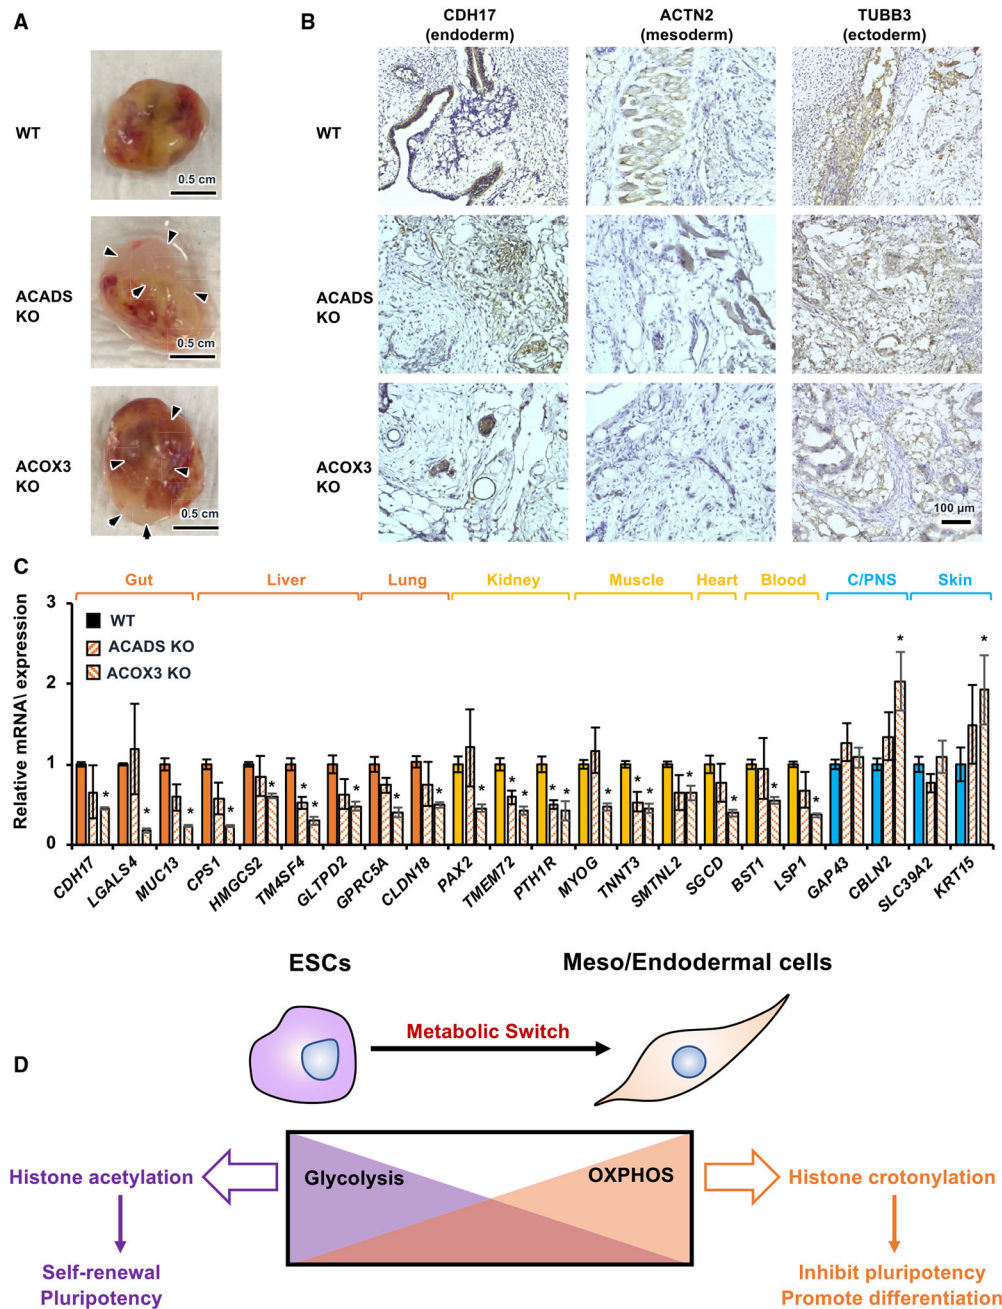 A
WT
0.5 cm
ACADS
KO
0.5 cm
ACOX3
KO
0.5 cm
B
CDH17
(endoderm)
ACTN2
(mesoderm)
TUBB3
(ectoderm)
WT
ACADS
KO
ACOX3
KO
100 µm
C
Gut
Liver
Lung
Kidney
Muscle
Heart
Blood
C/PNS
Skin
Relative mRNA\ expression
3
2
1
0
WT
ACADS KO
ACOX3 KO
* * * * * * * * * * * * * * * * * * * * * * * *
CDH17
LGALS4
MUC13
CPS1
HMGCS2
TM4SF4
GLTPD2
GPRC5A
CLDN18
PAX2
TMEM72
PTH1R
MYOG
TNNT3
SMTNL2
SGCD
BST1
LSP1
GAP43
CBLN2
SLC39A2
KRT15
D
ESCs
Meso/Endodermal cells
Metabolic Switch
Glycolysis
OXPHOS
Histone acetylation
Self-renewal
Pluripotency
Histone crotonylation
Inhibit pluripotency
Promote differentiation